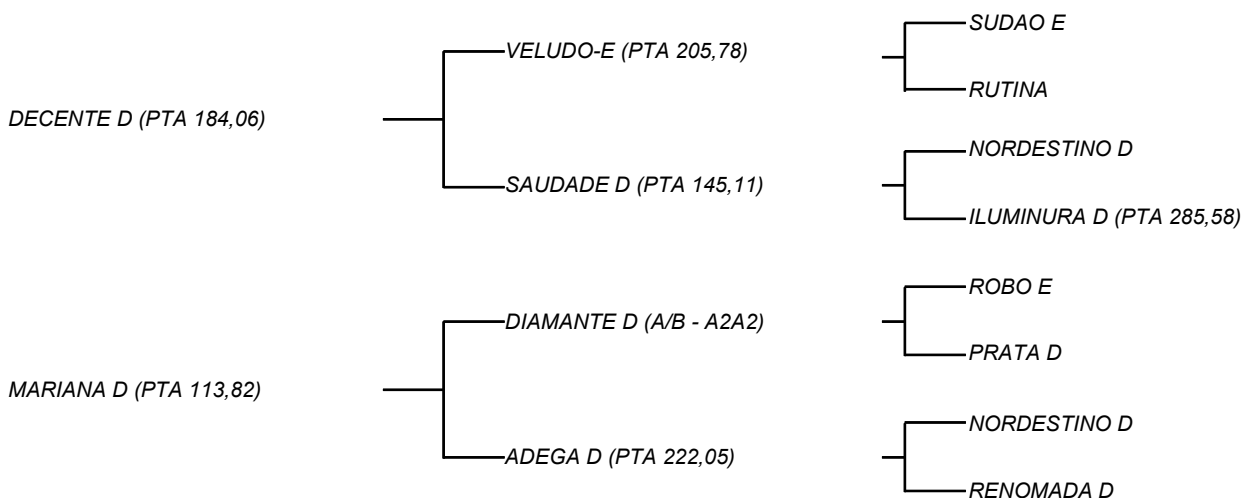 SUDAO E
VELUDO-E (PTA 205,78)
RUTINA
DECENTE D (PTA 184,06)
NORDESTINO D
SAUDADE D (PTA 145,11)
ILUMINURA D (PTA 285,58)
ROBO E
DIAMANTE D (A/B - A2A2)
PRATA D
MARIANA D (PTA 113,82)
NORDESTINO D
ADEGA D (PTA 222,05)
RENOMADA D